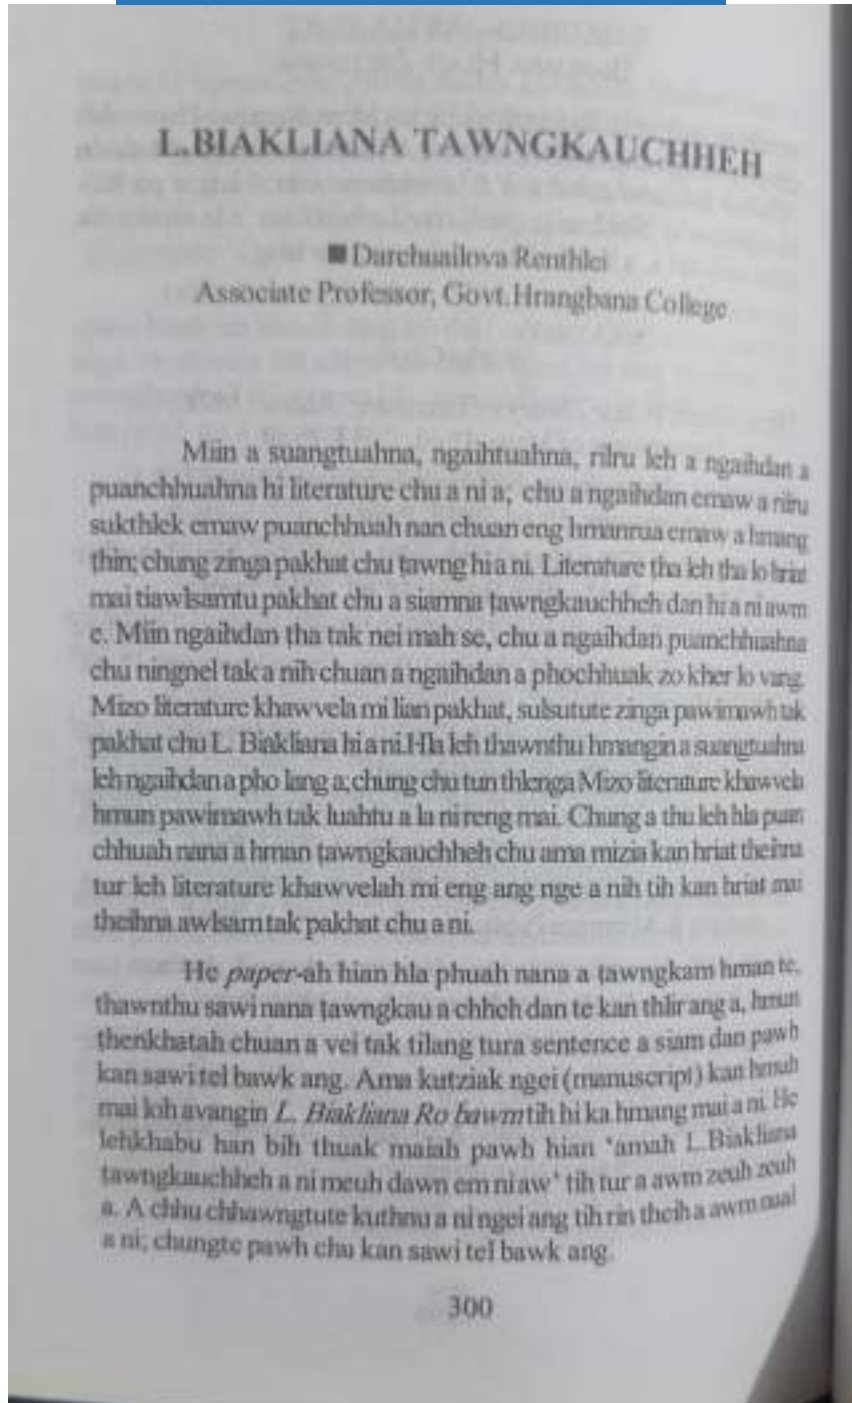 L.BIAKLIANA TAWNGKAUCHHEH
■ Darchuailova Renthlei
Associate Professor, Govt.Hrangbana College
Miin a suangtuahna, ngaihtuahna, rilru leh a ngaihdan a
puanchhuahna hi literature chu a ni a; chu a ngaihdan emaw a rilru
sukthlek emaw puanchhuah nan chuan eng hmanrua emaw a hmang
thin; chung zinga pakhat chu ṭawng hi a ni. Literature tha leh tha lo hriat
mai tiawlsamtu pakhat chu a siamna ṭawngkauchheh dan hi a ni awm
e. Miin ngaihdan ṭha tak nei mah se, chu a ngaihdan puanchhuahna
chu ningnel tak a nih chuan a ngaihdan a phochhuak zo kher lo vang.
Mizo literature khawvela mi lian pakhat, sulsutute zinga pawimawh tak
pakhat chu L. Biakliana hi a ni.Hla leh thawnthu hmangin a suangtuahna
leh ngaihdan a pho lang a; chung chu tun thlenga Mizo literature khawvela
hmun pawimawh tak luahtu a la ni reng mai. Chung a thu leh hla puan
chhuah nana a hman ṭawngkauchheh chu ama mizia kan hriat theihna
tur leh literature khawvelah mi eng ang nge a nih tih kan hriat mai
theihna awlsam tak pakhat chu a ni.
He paper-ah hian hla phuah nana a ṭawngkam hman te,
thawnthu sawi nana ṭawngkau a chheh dan te kan thlir ang a, hmun
ṭhenkhatah chuan a vei tak tilang tura sentence a siam dan pawh
kan sawi tel bawk ang. Ama kutziak ngei (manuscript) kan hmuh
mai loh avangin L. Biakliana Ro bawm tih hi ka hmang mai a ni. He
lehkhabu han bih thuak maiah pawh hian ‘amah L.Biakliana
ṭawngkauchheh a ni meuh dawn em ni aw’ tih tur a awm zeuh zeuh
a. A chhu chhawngtute kuthnu a ni ngei ang tih rin theih a awm nual
a ni; chungte pawh chu kan sawi tel bawk ang.
300